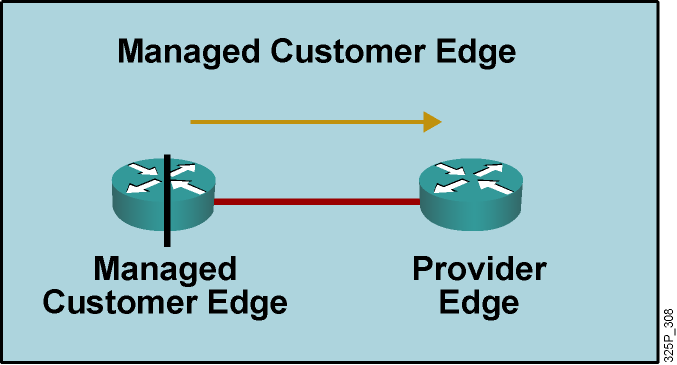 Managed Customer Edge
Managed
Customer Edge
Provider
Edge
325P_308